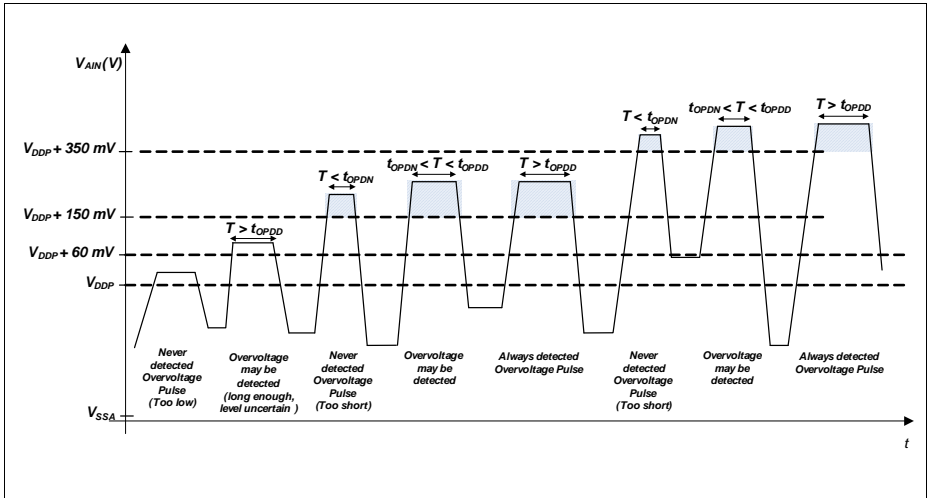 V_AIN (V)
T < t_OPDN
t_OPDN < T < t_OPDD
T > t_OPDD
V_DDP + 350 mV
T < t_OPDN
t_OPDN < T < t_OPDD
T > t_OPDD
V_DDP + 150 mV
T > t_OPDD
V_DDP + 60 mV
V_DDP
Never
detected
Overvoltage
Pulse
(Too low)
Overvoltage
may be
detected
(long enough,
level uncertain )
Never
detected
Overvoltage
Pulse
(Too short)
Overvoltage
may be
detected
Always detected
Overvoltage Pulse
Never
detected
Overvoltage
Pulse
(Too short)
Overvoltage
may be
detected
Always detected
Overvoltage Pulse
V_SSA
t